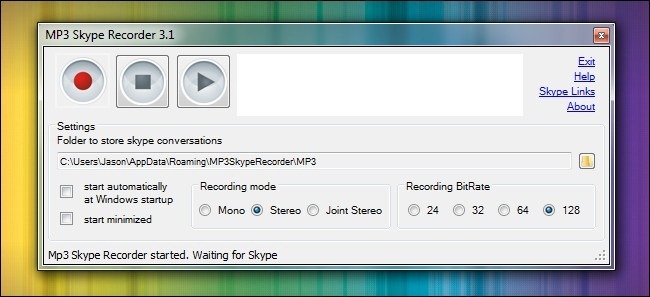 MP3 Skype Recorder 3.1
x
Exit
Help
Skype Links
About
Settings
Folder to store skype conversations
C:\Users\Jason\AppData\Roaming\MP3SkypeRecorder\MP3
start automatically
at Windows startup
start minimized
Recording mode
Mono Stereo Joint Stereo
Recording BitRate
24 32 64 128
Mp3 Skype Recorder started. Waiting for Skype